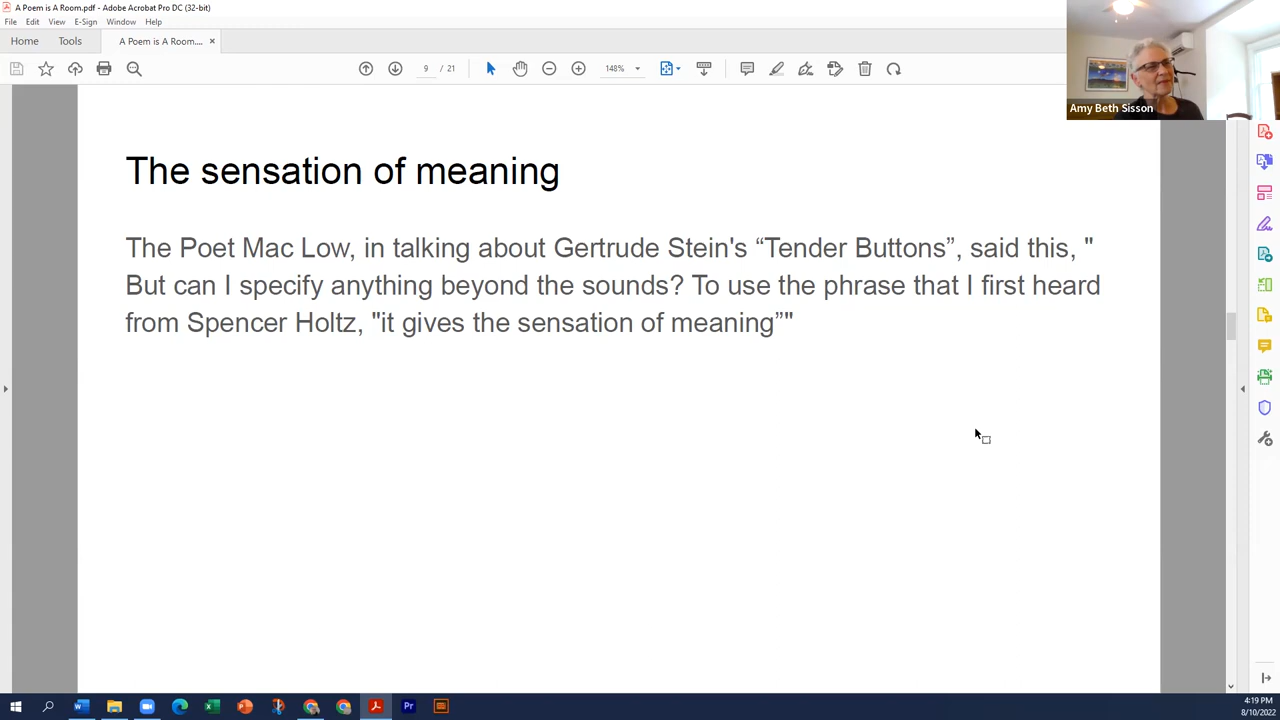 A Poem is A Room.pdf - Adobe Acrobat Pro DC (32-bit)
File Edit View E-Sign Window Help
Home Tools A Poem is A Room.... ×
9 / 21 148%
Amy Beth Sisson
The sensation of meaning
The Poet Mac Low, in talking about Gertrude Stein's “Tender Buttons”, said this, "
But can I specify anything beyond the sounds? To use the phrase that I first heard
from Spencer Holtz, "it gives the sensation of meaning”"
4:19 PM
8/10/2022